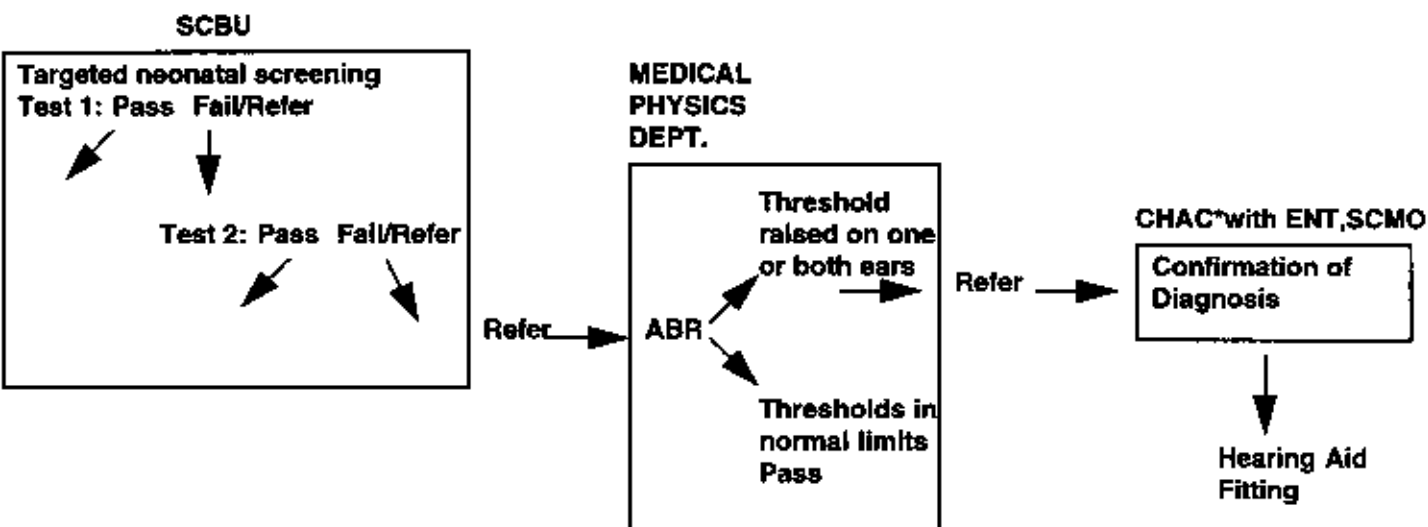 SCBU
Targeted neonatal screening
Test 1: Pass Fail/Refer
Test 2: Pass Fail/Refer
Refer
MEDICAL
PHYSICS
DEPT.
ABR
Threshold
raised on one
or both ears
Thresholds in
normal limits
Pass
Refer
CHAC*with ENT,SCMO
Confirmation of
Diagnosis
Hearing Aid
Fitting